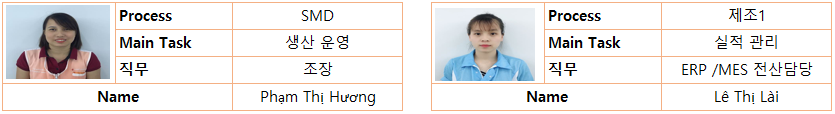 Process SMD
Main Task 생산 운영
직무 조장
Name Phạm Thị Hương
Process 제조1
Main Task 실적 관리
직무 ERP /MES 전산담당
Name Lê Thị Lài